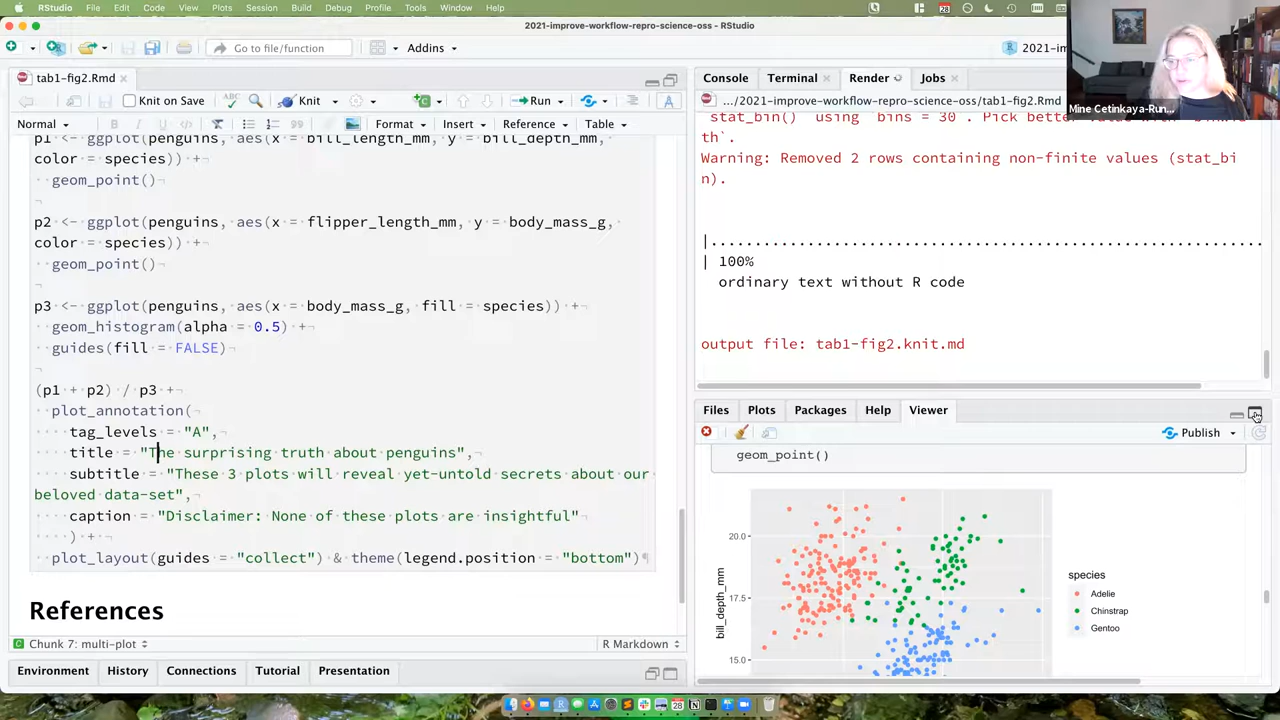 RStudio File Edit Code View Plots Session Build Debug Profile Tools Window Help
28
2021-improve-workflow-repro-science-oss - RStudio
Go to file/function
Addins
2021-im
Mine Cetinkaya-Run...
tab1-fig2.Rmd
Knit on Save
Knit
Run
Normal
Format
Insert
Reference
Table
p1 <- ggplot(penguins, aes(x = bill_length_mm, y = bill_depth_mm,
color = species)) +
geom_point()
p2 <- ggplot(penguins, aes(x = flipper_length_mm, y = body_mass_g,
color = species)) +
geom_point()
p3 <- ggplot(penguins, aes(x = body_mass_g, fill = species)) +
geom_histogram(alpha = 0.5) +
guides(fill = FALSE)
(p1 + p2) / p3 +
plot_annotation(
tag_levels = "A",
title = "The surprising truth about penguins",
subtitle = "These 3 plots will reveal yet-untold secrets about our
beloved data-set",
caption = "Disclaimer: None of these plots are insightful"
) +
plot_layout(guides = "collect") & theme(legend.position = "bottom")
References
Chunk 7: multi-plot
R Markdown
Environment History Connections Tutorial Presentation
Console Terminal Render Jobs
.../2021-improve-workflow-repro-science-oss/tab1-fig2.Rmd
`stat_bin()` using `bins = 30`. Pick better value with
th`.
Warning: Removed 2 rows containing non-finite values (stat_bi
n).
|..............................................................
| 100%
ordinary text without R code
output file: tab1-fig2.knit.md
Files Plots Packages Help Viewer
Publish
geom_point()
20.0
17.5
15.0
bill_depth_mm
species
Adelie
Chinstrap
Gentoo
28